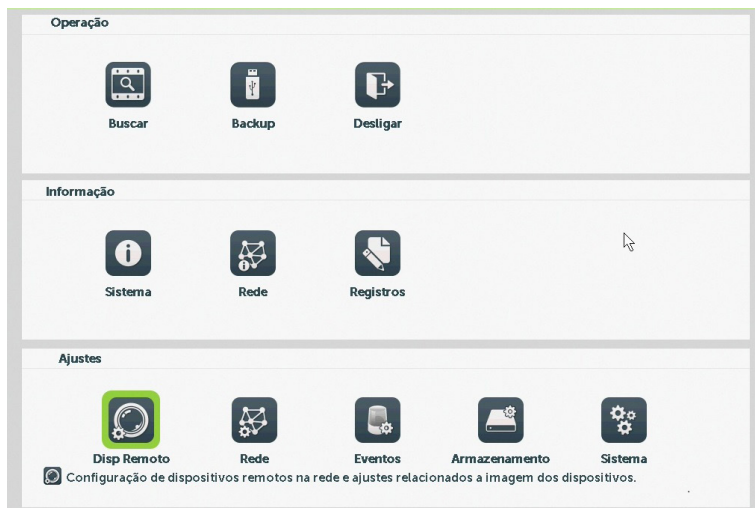 Operação
Buscar Backup Desligar
Informação
Sistema Rede Registros
Ajustes
Disp Remoto Rede Eventos Armazenamento Sistema
Configuração de dispositivos remotos na rede e ajustes relacionados a imagem dos dispositivos.